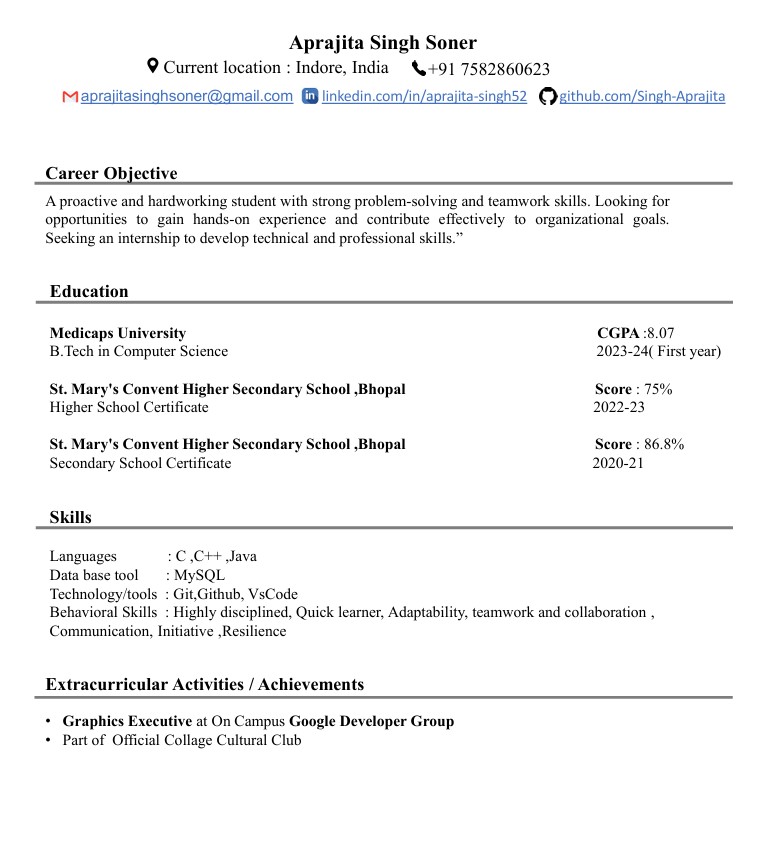 Aprajita Singh Soner
Current location : Indore, India +91 7582860623
aprajitasinghsoner@gmail.com linkedin.com/in/aprajita-singh52 github.com/Singh-Aprajita
Career Objective
A proactive and hardworking student with strong problem-solving and teamwork skills. Looking for
opportunities to gain hands-on experience and contribute effectively to organizational goals.
Seeking an internship to develop technical and professional skills.”
Education
Medicaps University CGPA :8.07
B.Tech in Computer Science 2023-24( First year)
St. Mary's Convent Higher Secondary School ,Bhopal Score : 75%
Higher School Certificate 2022-23
St. Mary's Convent Higher Secondary School ,Bhopal Score : 86.8%
Secondary School Certificate 2020-21
Skills
Languages : C ,C++ ,Java
Data base tool : MySQL
Technology/tools : Git,Github, VsCode
Behavioral Skills : Highly disciplined, Quick learner, Adaptability, teamwork and collaboration ,
Communication, Initiative ,Resilience
Extracurricular Activities / Achievements
• Graphics Executive at On Campus Google Developer Group
• Part of Official Collage Cultural Club